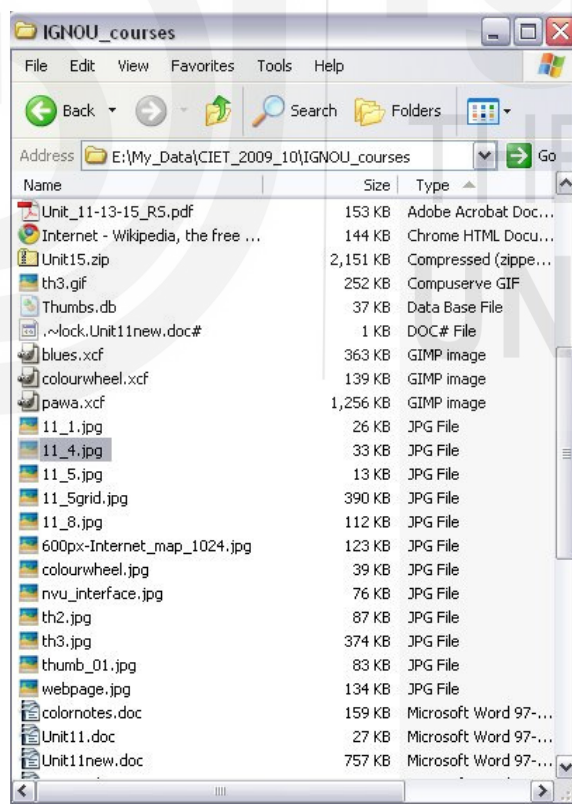 IGNOU_courses
File Edit View Favorites Tools Help
Back Search Folders
Address E:\My_Data\CIET_2009_10\IGNOU_courses Go
Name Size Type
Unit_11-13-15_RS.pdf 153 KB Adobe Acrobat Doc...
Internet - Wikipedia, the free ... 144 KB Chrome HTML Docu...
Unit15.zip 2,151 KB Compressed (zippe...
th3.gif 252 KB Compuserve GIF
Thumbs.db 37 KB Data Base File
.~lock.Unit11new.doc# 1 KB DOC# File
blues.xcf 363 KB GIMP image
colourwheel.xcf 139 KB GIMP image
pawa.xcf 1,256 KB GIMP image
11_1.jpg 26 KB JPG File
11_4.jpg 33 KB JPG File
11_5.jpg 13 KB JPG File
11_5grid.jpg 390 KB JPG File
11_8.jpg 112 KB JPG File
600px-Internet_map_1024.jpg 123 KB JPG File
colourwheel.jpg 39 KB JPG File
nvu_interface.jpg 76 KB JPG File
th2.jpg 87 KB JPG File
th3.jpg 374 KB JPG File
thumb_01.jpg 83 KB JPG File
webpage.jpg 134 KB JPG File
colornotes.doc 159 KB Microsoft Word 97-...
Unit11.doc 27 KB Microsoft Word 97-...
Unit11new.doc 757 KB Microsoft Word 97-...